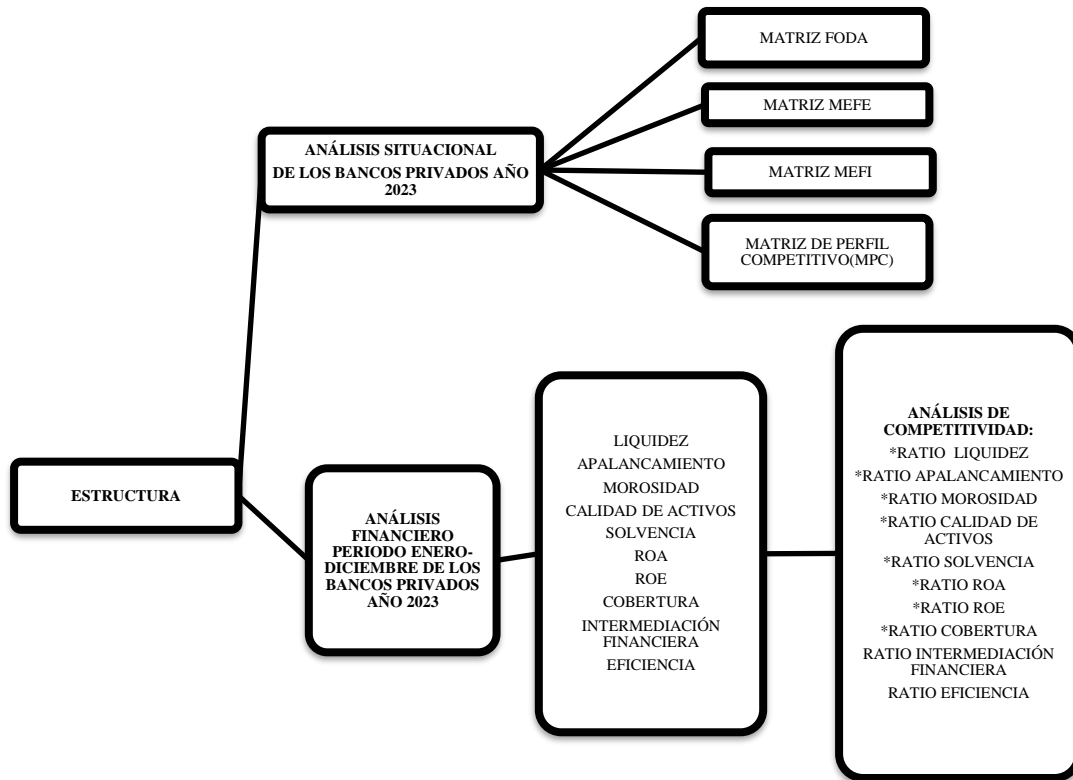 MATRIZ FODA
MATRIZ MEFE
ANÁLISIS SITUACIONAL
DE LOS BANCOS PRIVADOS AÑO
2023
MATRIZ MEFI
MATRIZ DE PERFIL
COMPETITIVO(MPC)
ESTRUCTURA
ANÁLISIS
FINANCIERO
PERIODO ENERO-
DICIEMBRE DE LOS
BANCOS PRIVADOS
AÑO 2023
LIQUIDEZ
APALANCAMIENTO
MOROSIDAD
CALIDAD DE ACTIVOS
SOLVENCIA
ROA
ROE
COBERTURA
INTERMEDIACIÓN
FINANCIERA
EFICIENCIA
ANÁLISIS DE
COMPETITIVIDAD:
*RATIO LIQUIDEZ
*RATIO APALANCAMIENTO
*RATIO MOROSIDAD
*RATIO CALIDAD DE
ACTIVOS
*RATIO SOLVENCIA
*RATIO ROA
*RATIO ROE
*RATIO COBERTURA
RATIO INTERMEDIACIÓN
FINANCIERA
RATIO EFICIENCIA